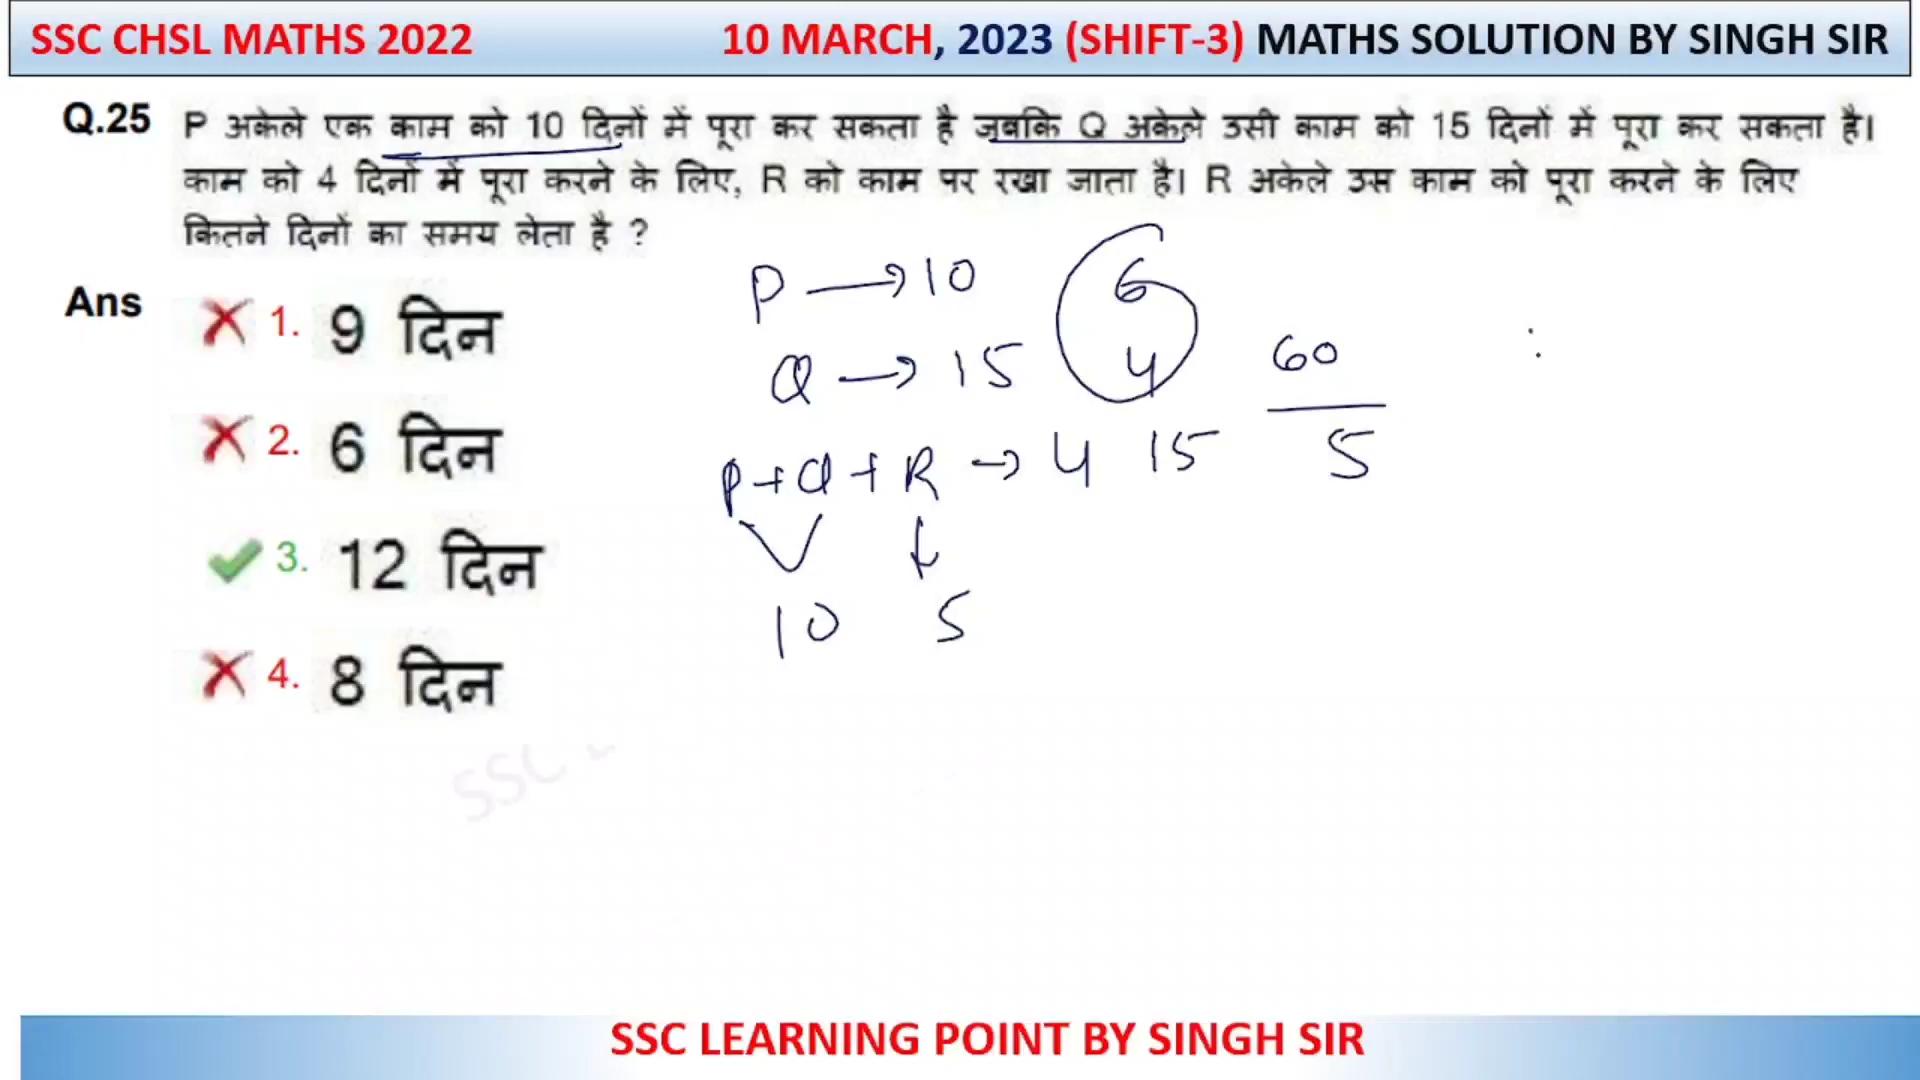 SSC CHSL MATHS 2022 10 MARCH, 2023 (SHIFT-3) MATHS SOLUTION BY SINGH SIR
Q.25 P अकेले एक काम को 10 दिनों में पूरा कर सकता है जबकि Q अकेले उसी काम को 15 दिनों में पूरा कर सकता है।
काम को 4 दिनों में पूरा करने के लिए, R को काम पर रखा जाता है। R अकेले उस काम को पूरा करने के लिए
कितने दिनों का समय लेता है ?
Ans
1. 9 दिन
2. 6 दिन
3. 12 दिन
4. 8 दिन
P → 10 6
Q → 15 4 60
P+Q+R → 4 15 5
10 5
SSC
SSC LEARNING POINT BY SINGH SIR